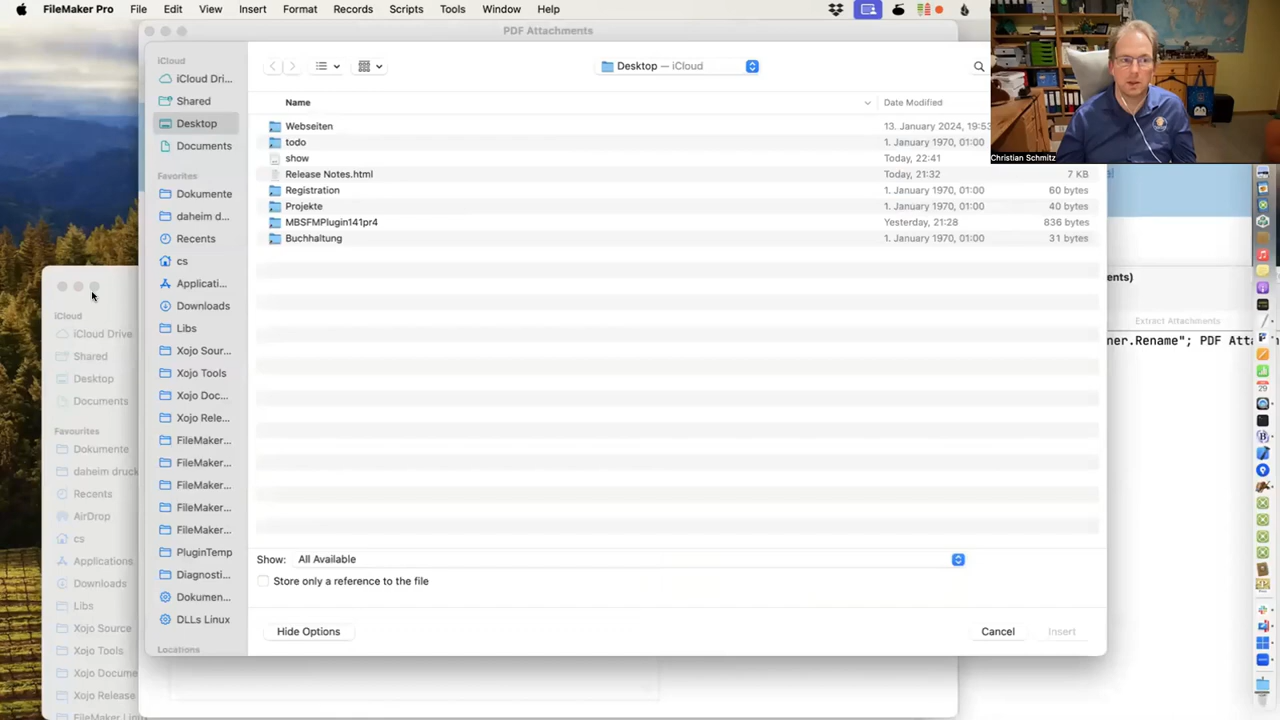 FileMaker Pro File Edit View Insert Format Records Scripts Tools Window Help
PDF Attachments
iCloud
iCloud Dri...
Shared
Desktop
Documents
Favorites
Dokumente
daheim d...
Recents
cs
Applicati...
Downloads
Libs
Xojo Sour...
Xojo Tools
Xojo Doc...
Xojo Rele...
FileMaker...
FileMaker...
FileMaker...
FileMaker...
FileMaker...
PluginTemp
Diagnosti...
Dokumen...
DLLs Linux
Locations
Desktop — iCloud
Name Date Modified
Webseiten 13. January 2024, 19:53
todo 1. January 1970, 01:00
show Today, 22:41
Release Notes.html Today, 21:32 7 KB
Registration 1. January 1970, 01:00 60 bytes
Projekte 1. January 1970, 01:00 40 bytes
MBSFMPlugin141pr4 Yesterday, 21:28 836 bytes
Buchhaltung 1. January 1970, 01:00 31 bytes
Show: All Available
Store only a reference to the file
Hide Options Cancel Insert
Christian Schmitz
ents)
Extract Attachments
ner.Rename"; PDF Atta
iCloud
iCloud Drive
Shared
Desktop
Documents
Favourites
Dokumente
daheim druck
Recents
AirDrop
cs
Applications
Downloads
Libs
Xojo Source
Xojo Tools
Xojo Docume
Xojo Release
FileMaker Linu
29